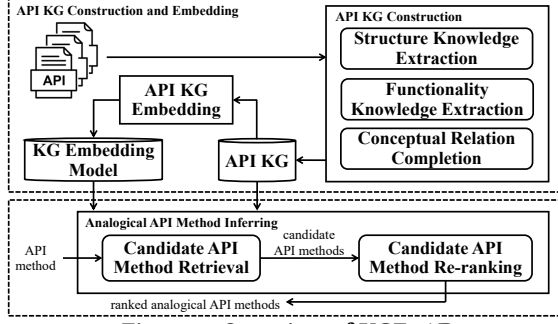 API KG Construction and Embedding
API KG Construction
Structure Knowledge
Extraction
Functionality
Knowledge Extraction
Conceptual Relation
Completion
API
API KG
Embedding
KG Embedding
Model
API KG
Analogical API Method Inferring
API
method
Candidate API
Method Retrieval
candidate
API methods
Candidate API
Method Re-ranking
ranked analogical API methods